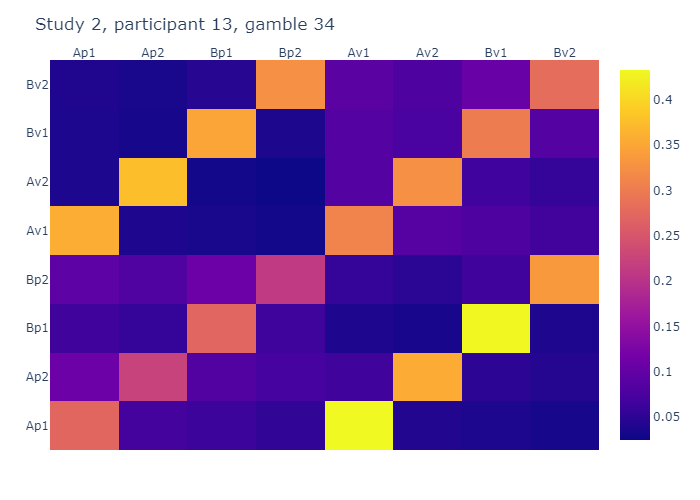 Study 2, participant 13, gamble 34
Ap1 Ap2 Bp1 Bp2 Av1 Av2 Bv1 Bv2
Bv2
Bv1
Av2
Av1
Bp2
Bp1
Ap2
Ap1
0.4
0.35
0.3
0.25
0.2
0.15
0.1
0.05